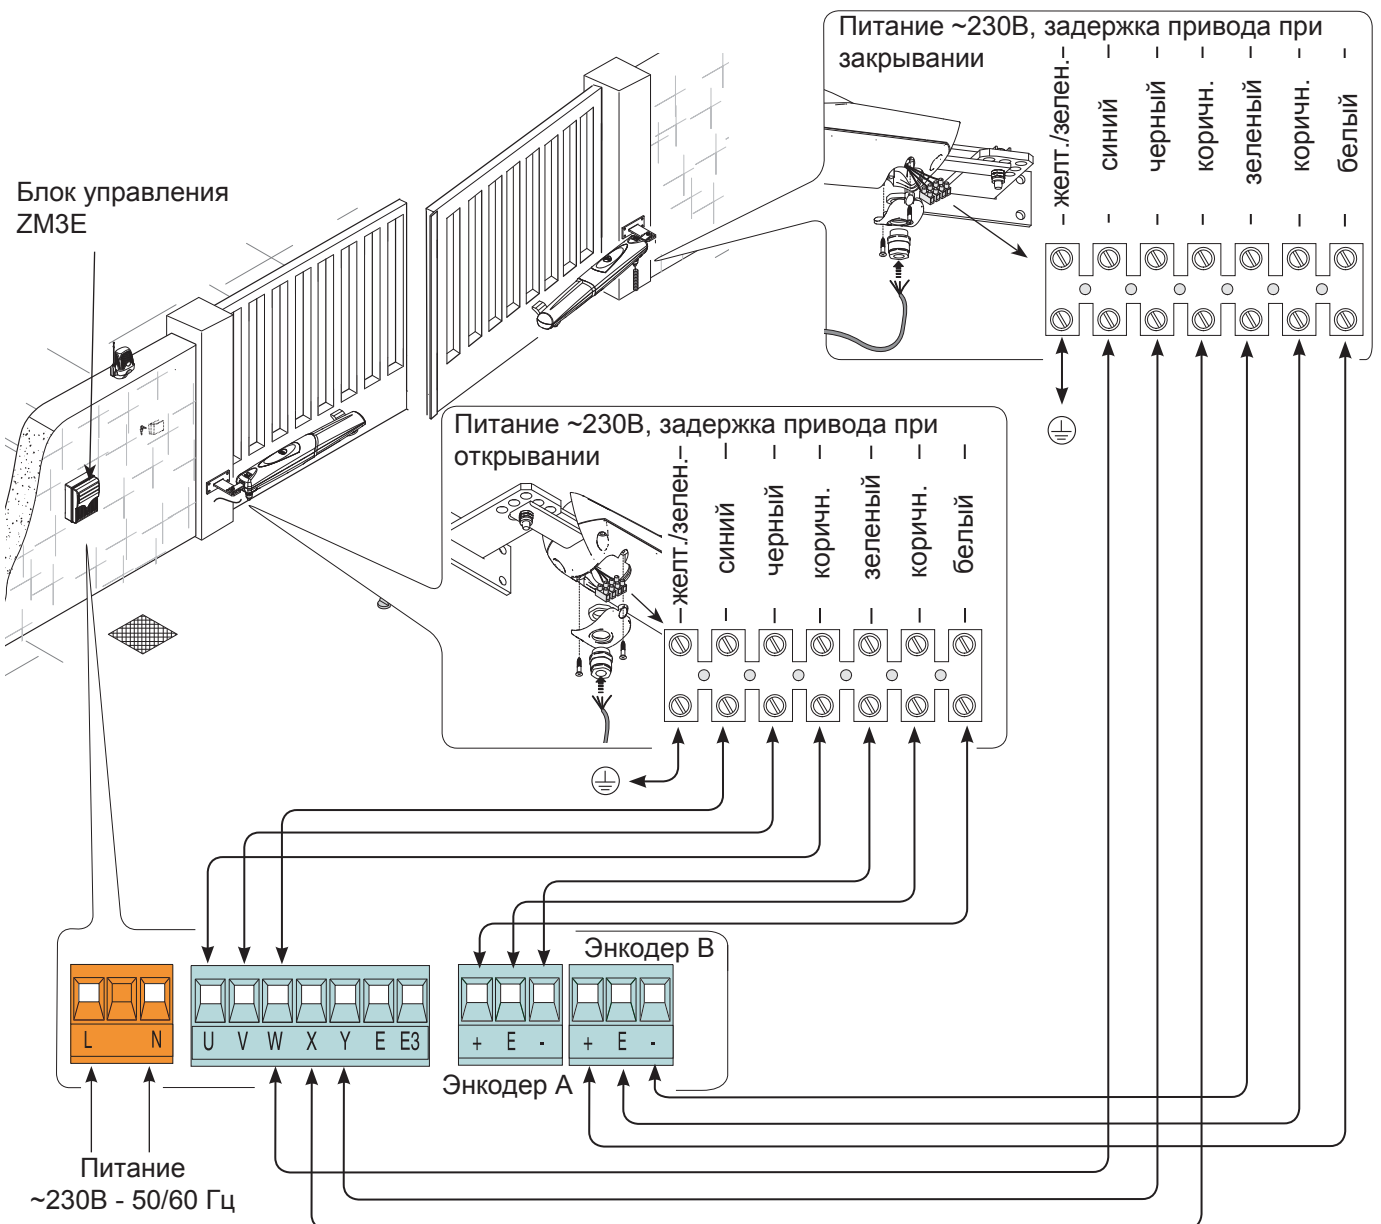 Питание ~230В, задержка привода при
закрывании
желт./зелен.
синий
черный
коричн.
зеленый
коричн.
белый
Блок управления
ZM3E
Питание ~230В, задержка привода при
открывании
желт./зелен.
синий
черный
коричн.
зеленый
коричн.
белый
Энкодер B
L N
U V W X Y E E3
+ E -
+ E -
Энкодер А
Питание
~230В - 50/60 Гц